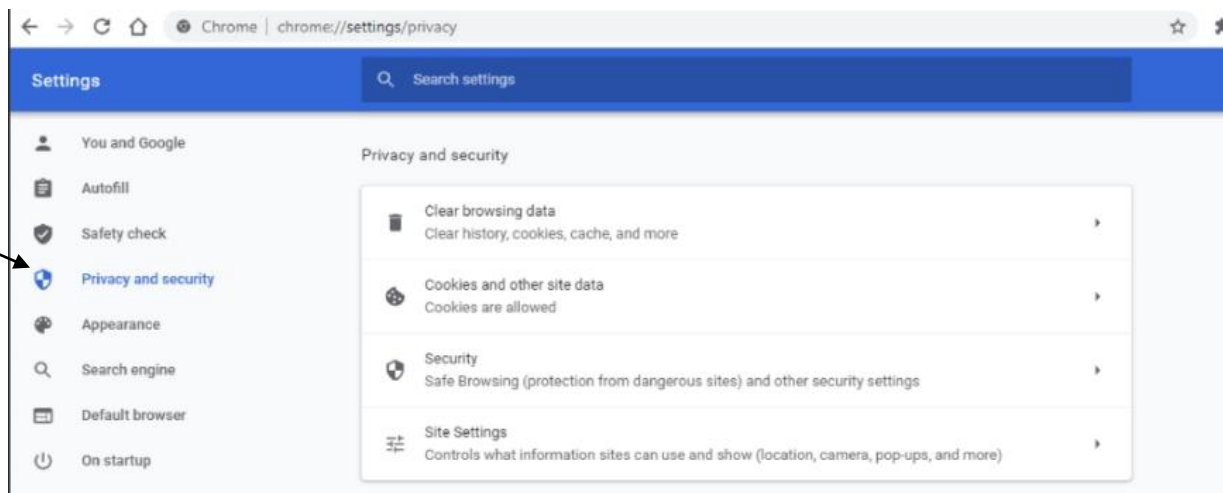 Chrome | chrome://settings/privacy
Settings
Search settings
You and Google
Autofill
Safety check
Privacy and security
Appearance
Search engine
Default browser
On startup
Privacy and security
Clear browsing data
Clear history, cookies, cache, and more
Cookies and other site data
Cookies are allowed
Security
Safe Browsing (protection from dangerous sites) and other security settings
Site Settings
Controls what information sites can use and show (location, camera, pop-ups, and more)